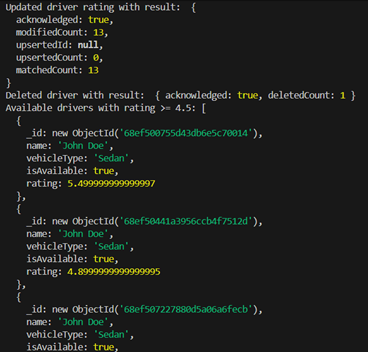 Updated driver rating with result:  {
  acknowledged: true,
  modifiedCount: 13,
  upsertedId: null,
  upsertedCount: 0,
  matchedCount: 13
}
Deleted driver with result:  { acknowledged: true, deletedCount: 1 }
Available drivers with rating >= 4.5: [
  {
    _id: new ObjectId('68ef500755d43db6e5c70014'),
    name: 'John Doe',
    vehicleType: 'Sedan',
    isAvailable: true,
    rating: 5.499999999999997
  },
  {
    _id: new ObjectId('68ef50441a3956ccb4f7512d'),
    name: 'John Doe',
    vehicleType: 'Sedan',
    isAvailable: true,
    rating: 4.8999999999999995
  },
  {
    _id: new ObjectId('68ef507227880d5a06a6fecb'),
    name: 'John Doe',
    vehicleType: 'Sedan',
    isAvailable: true,